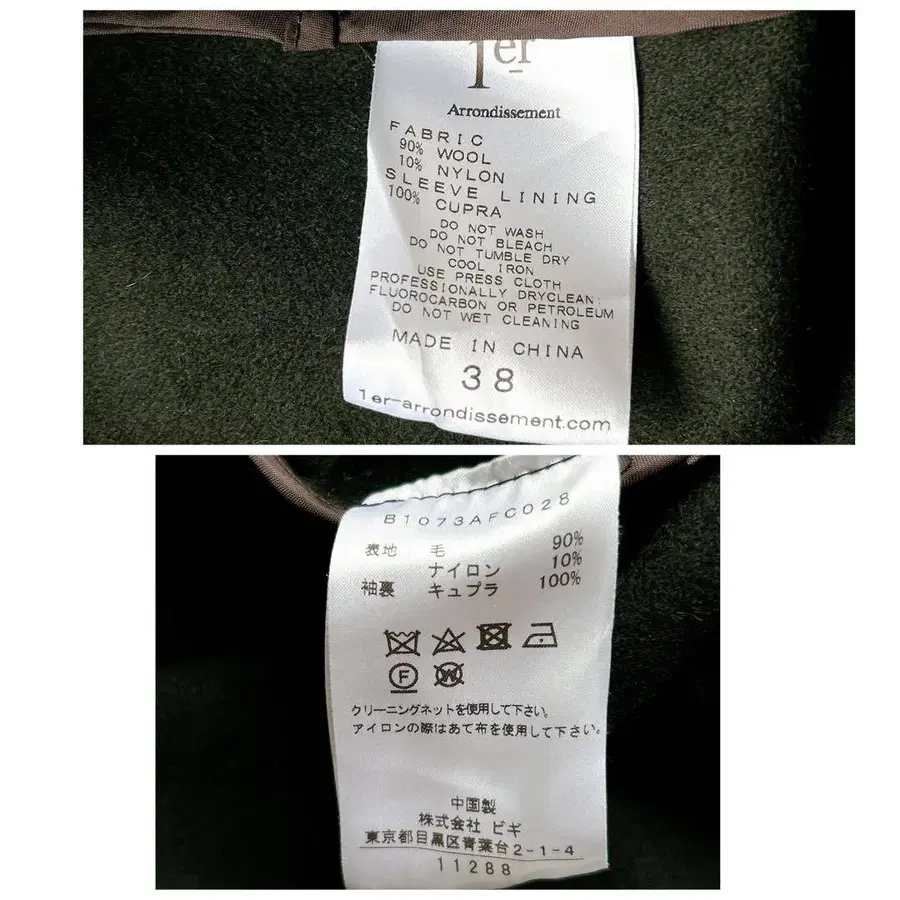 1er
Arrondissement
FABRIC
90% WOOL
10% NYLON
SLEEVE LINING
100% CUPRA
DO NOT WASH
DO NOT BLEACH
DO NOT TUMBLE DRY
COOL IRON
USE PRESS CLOTH
PROFESSIONALLY DRYCLEAN:
FLUOROCARBON OR PETROLEUM
DO NOT WET CLEANING
MADE IN CHINA
38
1er-arrondissement.com
B1073AFC028
表地 毛 90%
ナイロン 10%
袖裏 キュプラ 100%
F W
クリーニングネットを使用して下さい。
アイロンの際はあて布を使用して下さい。
中国製
株式会社 ビギ
東京都目黒区青葉台2-1-4
11288